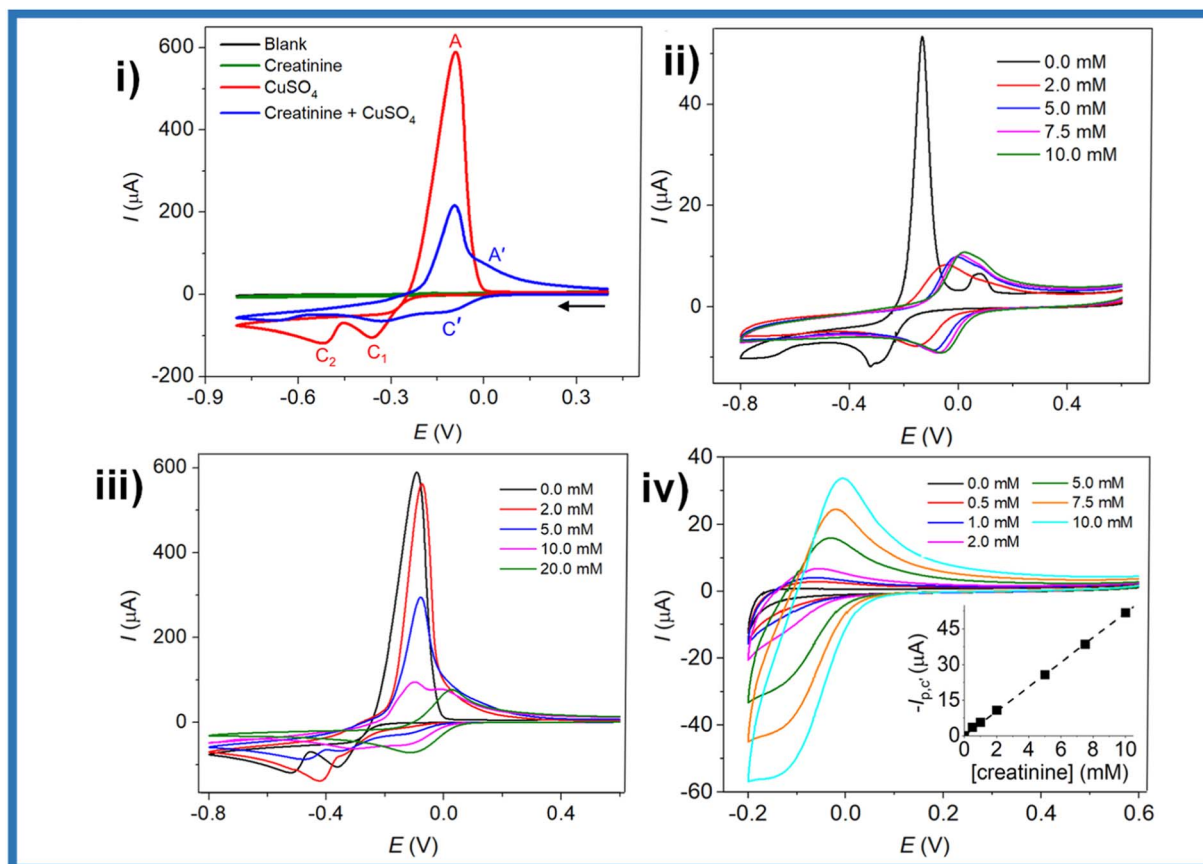 i)
Blank
Creatinine
CuSO₄
Creatinine + CuSO₄
A
A′
C′
C₂
C₁
I (µA)
600
400
200
0
-200
-0.9
-0.6
-0.3
0.0
0.3
E (V)
ii)
0.0 mM
2.0 mM
5.0 mM
7.5 mM
10.0 mM
I (µA)
40
20
0
-0.8
-0.4
0.0
0.4
E (V)
iii)
0.0 mM
2.0 mM
5.0 mM
10.0 mM
20.0 mM
I (µA)
600
400
200
0
-0.8
-0.4
0.0
0.4
E (V)
iv)
0.0 mM
0.5 mM
1.0 mM
2.0 mM
5.0 mM
7.5 mM
10.0 mM
I (µA)
40
20
0
-20
-40
-60
-0.2
0.0
0.2
0.4
0.6
E (V)
-Ip,c′ (µA)
45
30
15
0
0
2
4
6
8
10
[creatinine] (mM)